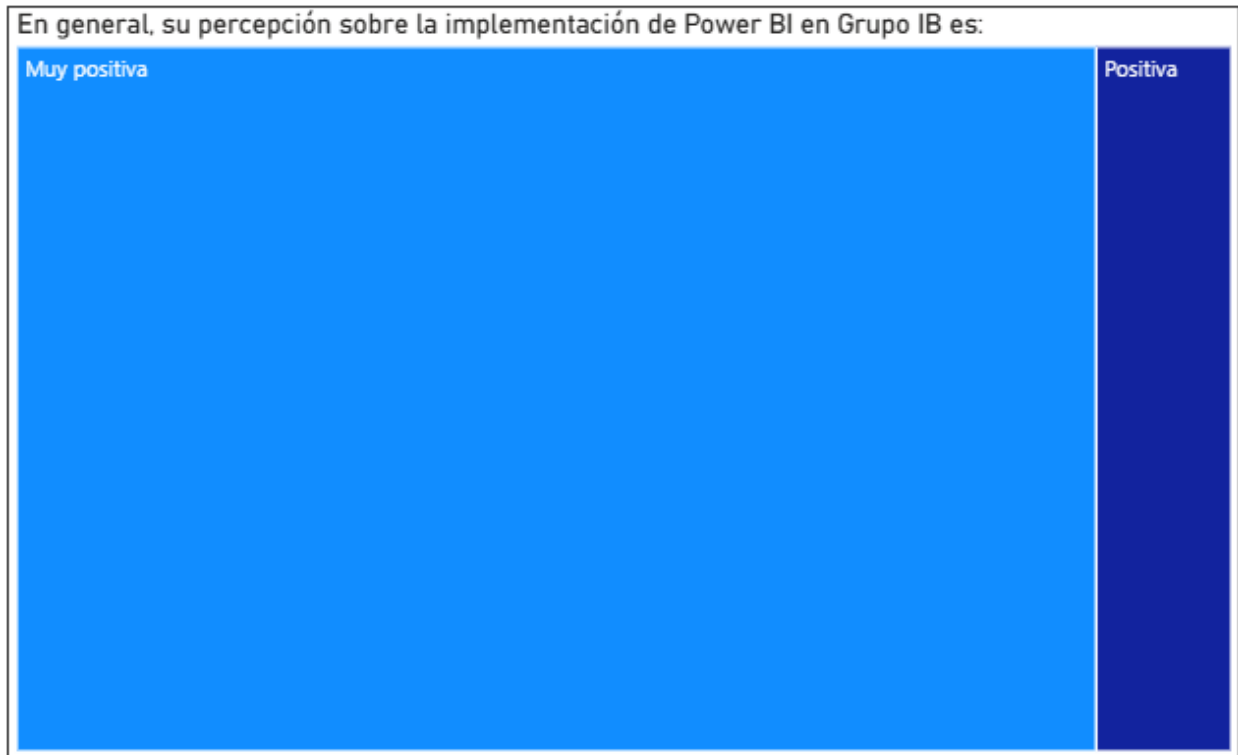 En general, su percepción sobre la implementación de Power BI en Grupo IB es:
Muy positiva
Positiva